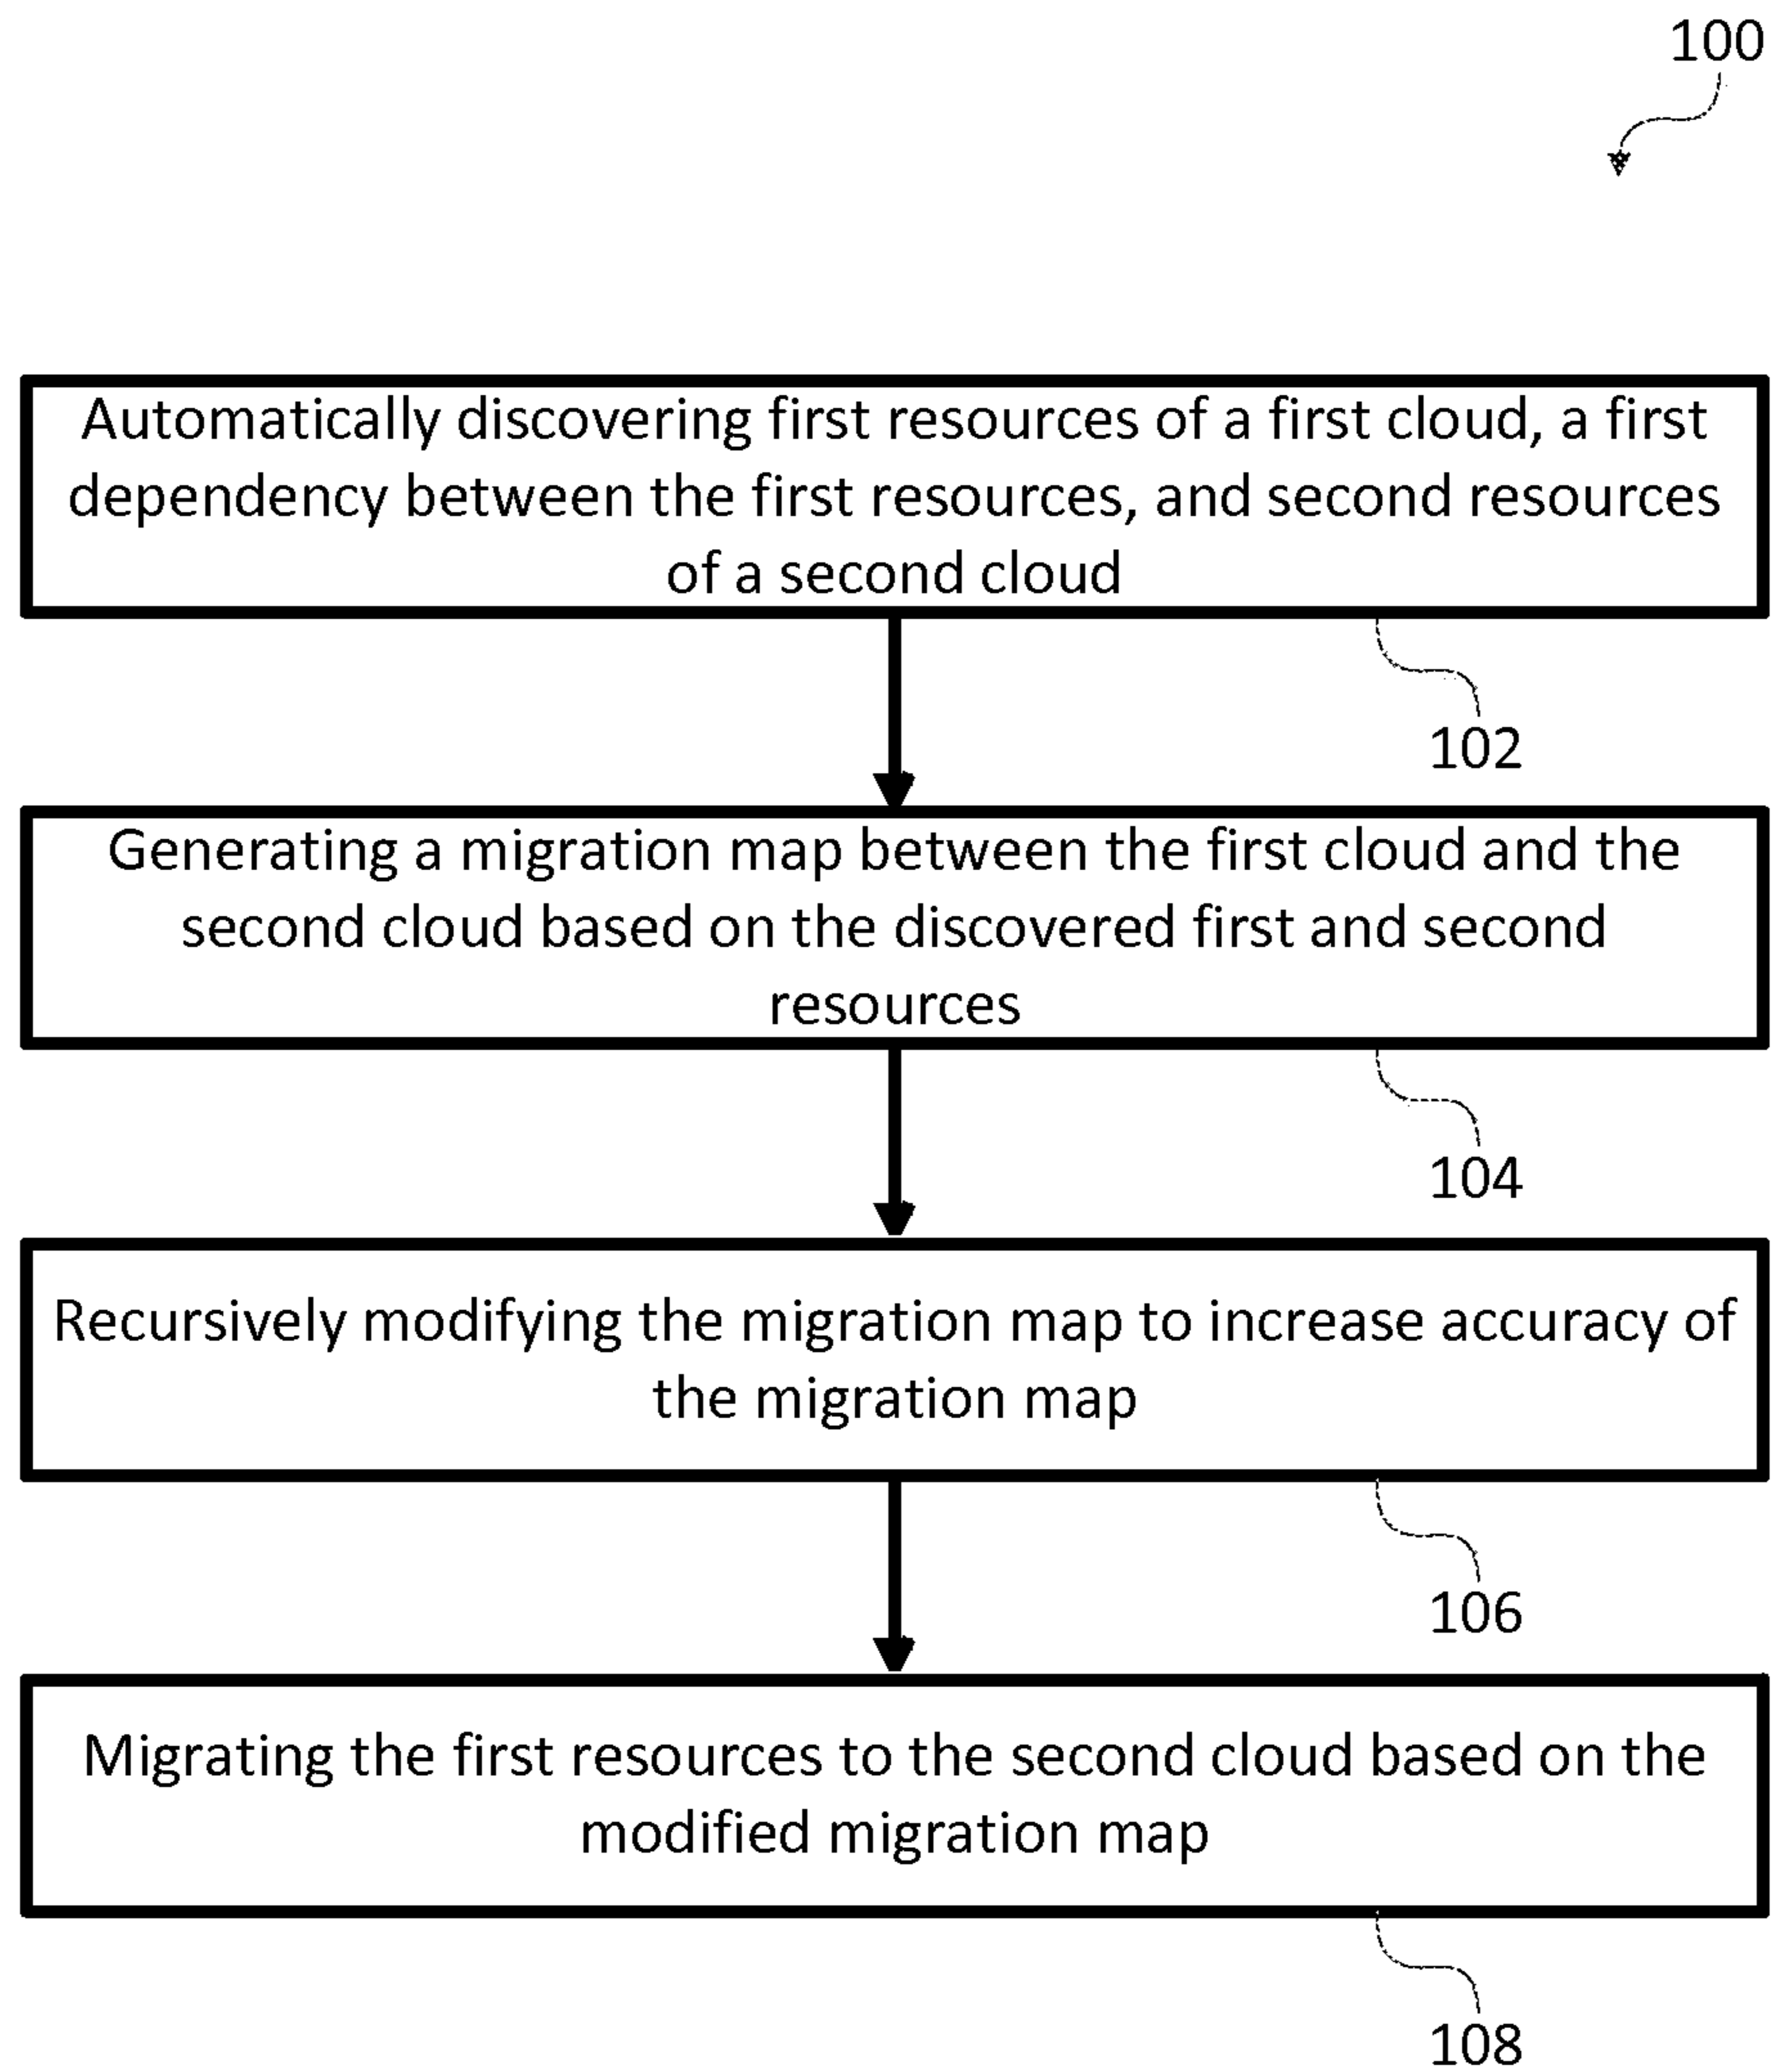 100
Automatically discovering first resources of a first cloud, a first
dependency between the first resources, and second resources
of a second cloud
102
Generating a migration map between the first cloud and the
second cloud based on the discovered first and second
resources
104
Recursively modifying the migration map to increase accuracy of
the migration map
106
Migrating the first resources to the second cloud based on the
modified migration map
108